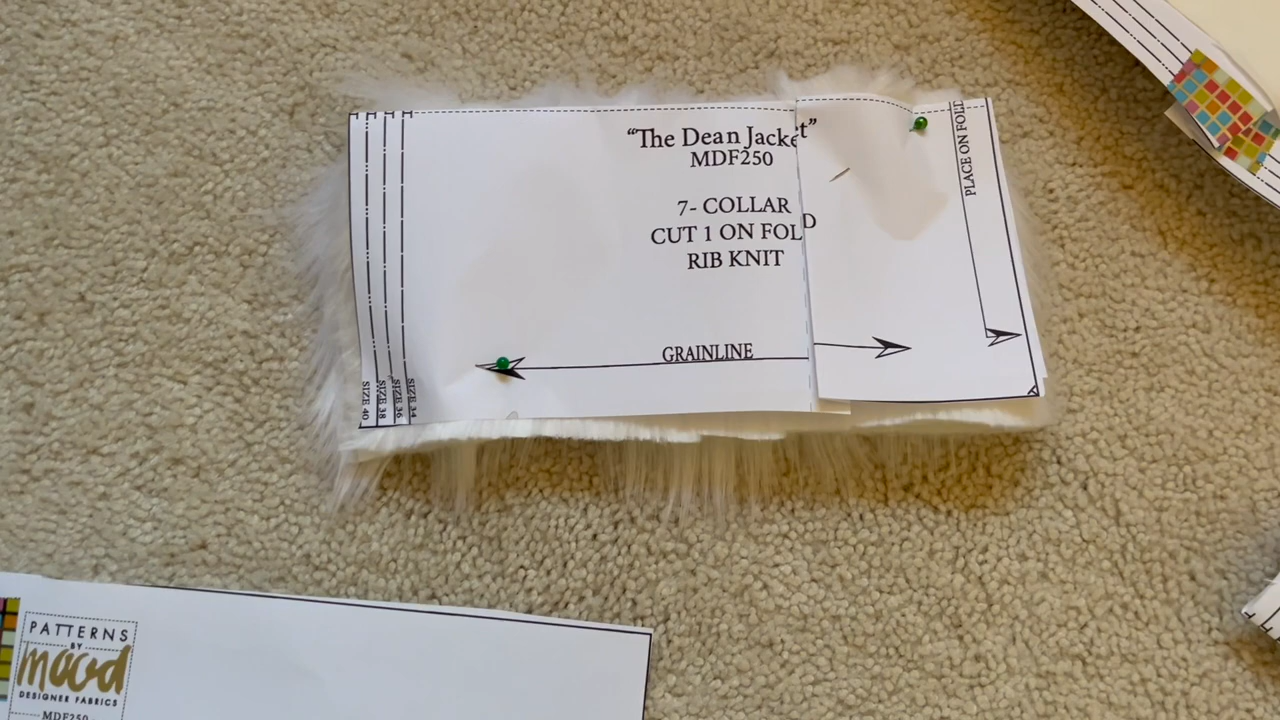 “The Dean Jacket”
MDF250
7- COLLAR
CUT 1 ON FOLD
RIB KNIT
GRAINLINE
PLACE ON FOLD
SIZE 40
SIZE 38
SIZE 36
SIZE 34
PATTERNS
BY
mood
DESIGNER FABRICS
MDF250